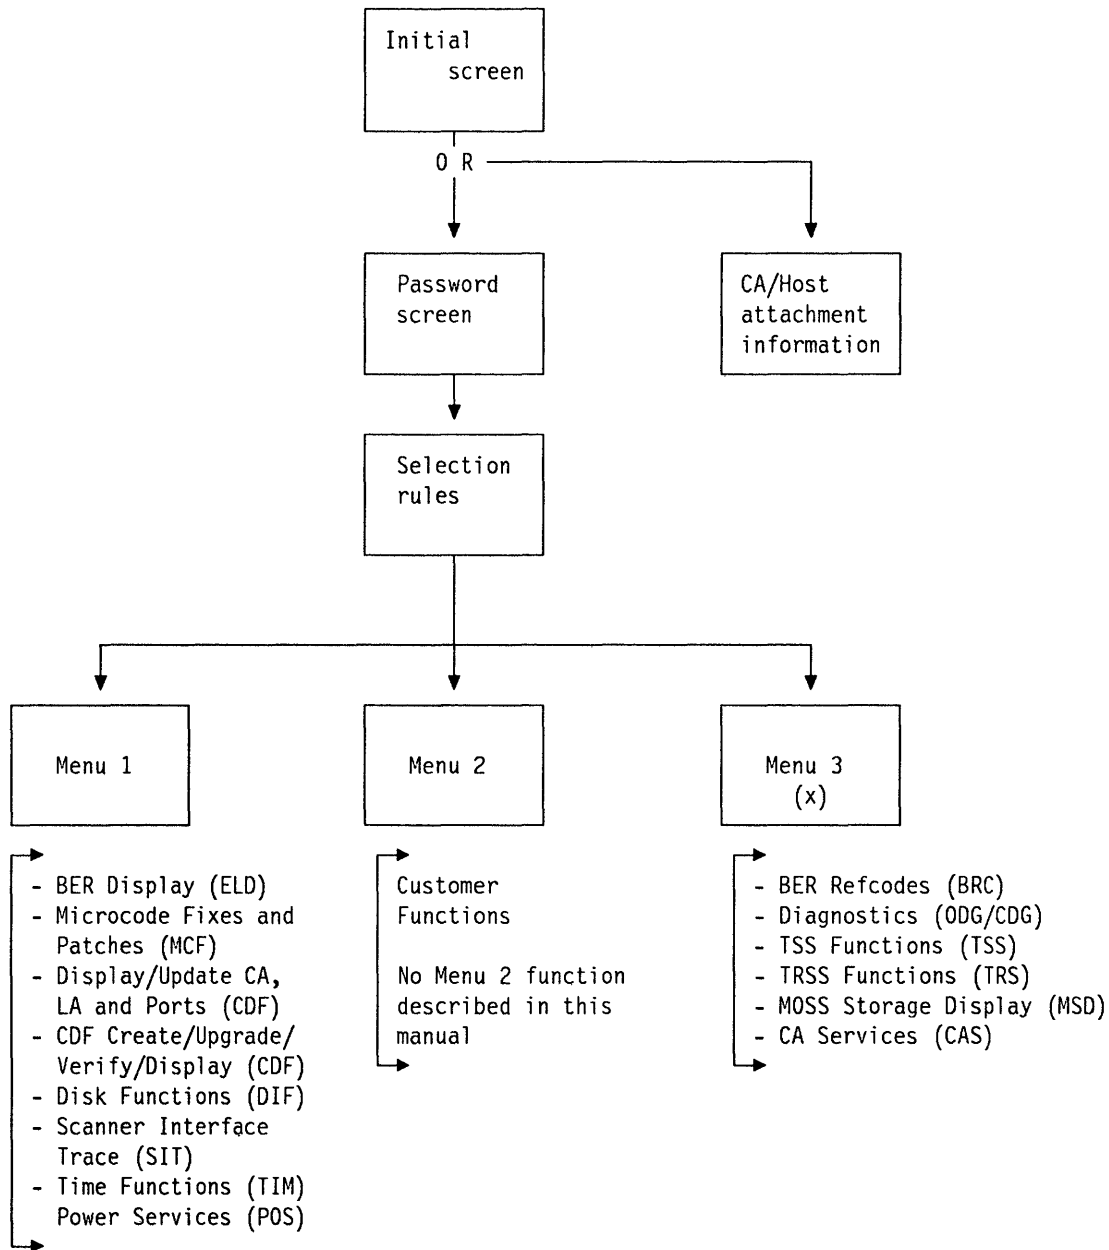 Initial
screen
O R
Password
screen
CA/Host
attachment
information
Selection
rules
Menu 1
Menu 2
Menu 3
(x)
- BER Display (ELD)
- Microcode Fixes and
Patches (MCF)
- Display/Update CA,
LA and Ports (CDF)
- CDF Create/Upgrade/
Verify/Display (CDF)
- Disk Functions (DIF)
- Scanner Interface
Trace (SIT)
- Time Functions (TIM)
Power Services (POS)
Customer
Functions
No Menu 2 function
described in this
manual
- BER Refcodes (BRC)
- Diagnostics (ODG/CDG)
- TSS Functions (TSS)
- TRSS Functions (TRS)
- MOSS Storage Display (MSD)
- CA Services (CAS)